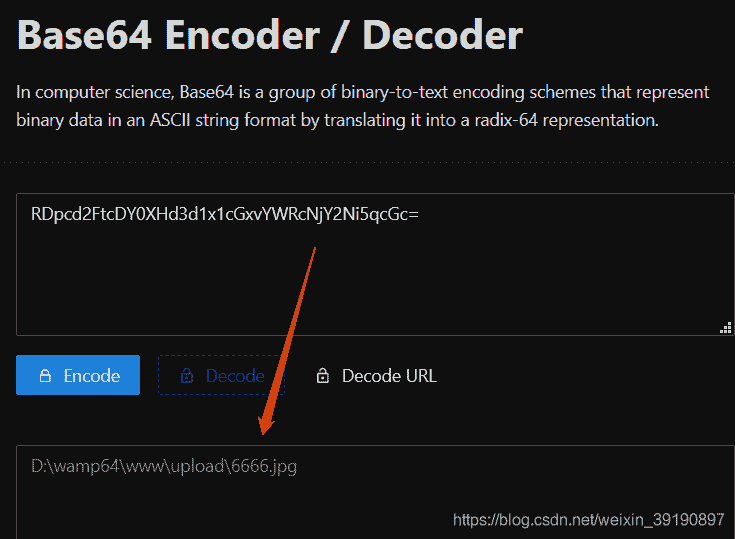 Base64 Encoder / Decoder
In computer science, Base64 is a group of binary-to-text encoding schemes that represent
binary data in an ASCII string format by translating it into a radix-64 representation.
RDpcd2FtcDY0XHd3d1x1cGxvYWRcNjY2Ni5qcGc=
Encode Decode Decode URL
D:\wamp64\www\upload\6666.jpg
https://blog.csdn.net/weixin_39190897